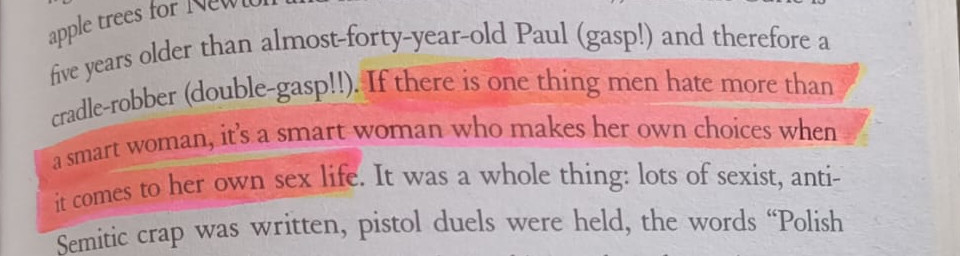 apple trees for Newton and
five years older than almost-forty-year-old Paul (gasp!) and therefore a
cradle-robber (double-gasp!!). If there is one thing men hate more than
a smart woman, it's a smart woman who makes her own choices when
it comes to her own sex life. It was a whole thing: lots of sexist, anti-
Semitic crap was written, pistol duels were held, the words “Polish